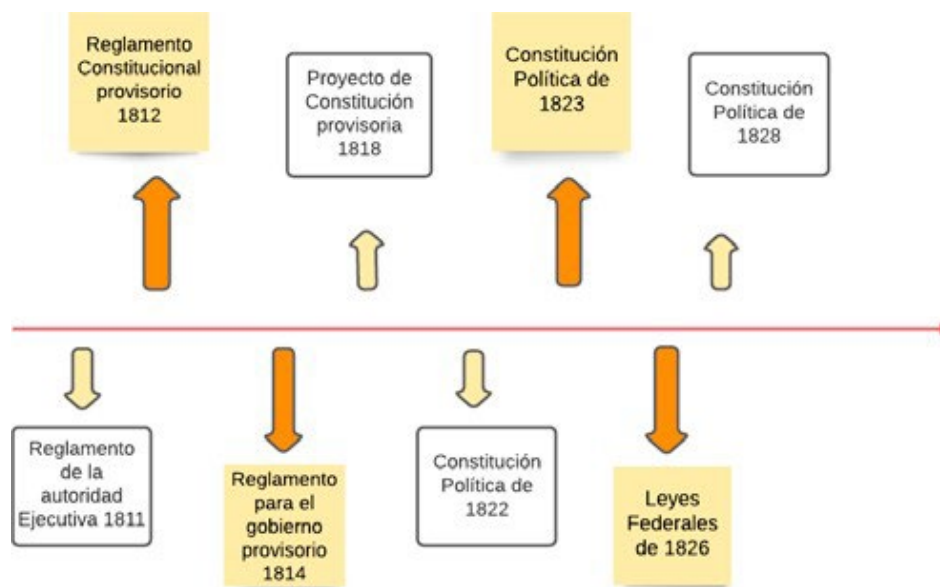 Reglamento
Constitucional
provisorio
1812
Proyecto de
Constitución
provisoria
1818
Constitución
Política de
1823
Constitución
Política de
1828
Reglamento
de la
autoridad
Ejecutiva 1811
Reglamento
para el
gobierno
provisorio
1814
Constitución
Política de
1822
Leyes
Federales
de 1826